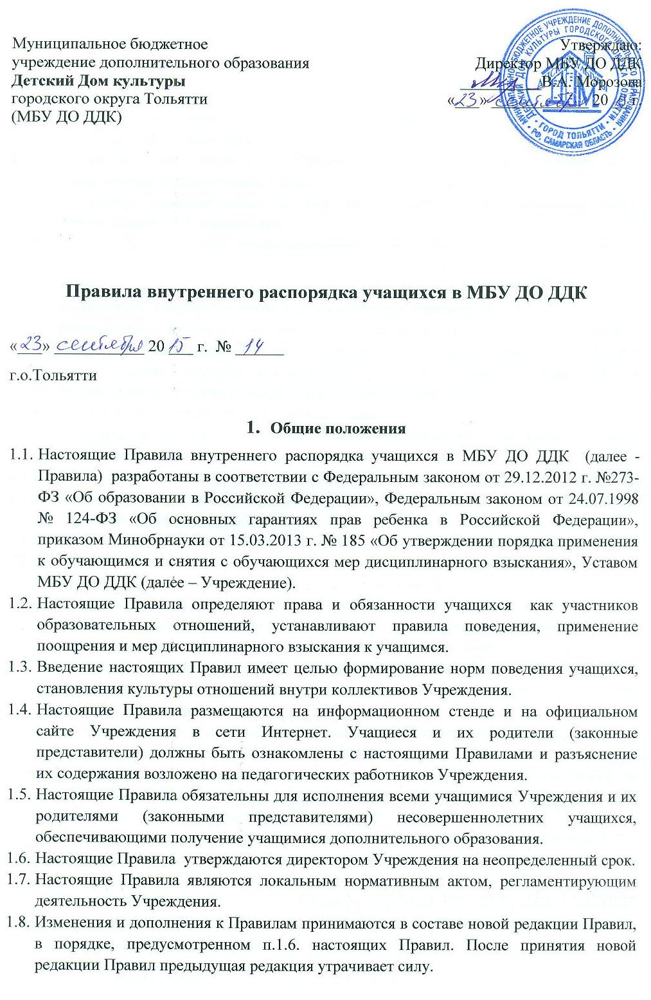 Муниципальное бюджетное
учреждение дополнительного образования
Детский Дом культуры
городского округа Тольятти
(МБУ ДО ДДК)
Утверждаю:
Директор МБУ ДО ДДК
В.А. Морозова
«23» сентября 20 г.
МУНИЦИПАЛЬНОЕ БЮДЖЕТНОЕ УЧРЕЖДЕНИЕ ДОПОЛНИТЕЛЬНОГО ОБРАЗОВАНИЯ
ДЕТСКИЙ ДОМ КУЛЬТУРЫ ГОРОДСКОГО ОКРУГА ТОЛЬЯТТИ
• ГОРОД ТОЛЬЯТТИ •
• РФ, САМАРСКАЯ ОБЛАСТЬ •
Правила внутреннего распорядка учащихся в МБУ ДО ДДК
«23» сентября 20 15 г. № 14
г.о.Тольятти
1. Общие положения
1.1. Настоящие Правила внутреннего распорядка учащихся в МБУ ДО ДДК (далее -
Правила) разработаны в соответствии с Федеральным законом от 29.12.2012 г. №273-
ФЗ «Об образовании в Российской Федерации», Федеральным законом от 24.07.1998
№ 124-ФЗ «Об основных гарантиях прав ребенка в Российской Федерации»,
приказом Минобрнауки от 15.03.2013 г. № 185 «Об утверждении порядка применения
к обучающимся и снятия с обучающихся мер дисциплинарного взыскания», Уставом
МБУ ДО ДДК (далее – Учреждение).
1.2. Настоящие Правила определяют права и обязанности учащихся как участников
образовательных отношений, устанавливают правила поведения, применение
поощрения и мер дисциплинарного взыскания к учащимся.
1.3. Введение настоящих Правил имеет целью формирование норм поведения учащихся,
становления культуры отношений внутри коллективов Учреждения.
1.4. Настоящие Правила размещаются на информационном стенде и на официальном
сайте Учреждения в сети Интернет. Учащиеся и их родители (законные
представители) должны быть ознакомлены с настоящими Правилами и разъяснение
их содержания возложено на педагогических работников Учреждения.
1.5. Настоящие Правила обязательны для исполнения всеми учащимися Учреждения и их
родителями (законными представителями) несовершеннолетних учащихся,
обеспечивающими получение учащимися дополнительного образования.
1.6. Настоящие Правила утверждаются директором Учреждения на неопределенный срок.
1.7. Настоящие Правила являются локальным нормативным актом, регламентирующим
деятельность Учреждения.
1.8. Изменения и дополнения к Правилам принимаются в составе новой редакции Правил,
в порядке, предусмотренном п.1.6. настоящих Правил. После принятия новой
редакции Правил предыдущая редакция утрачивает силу.